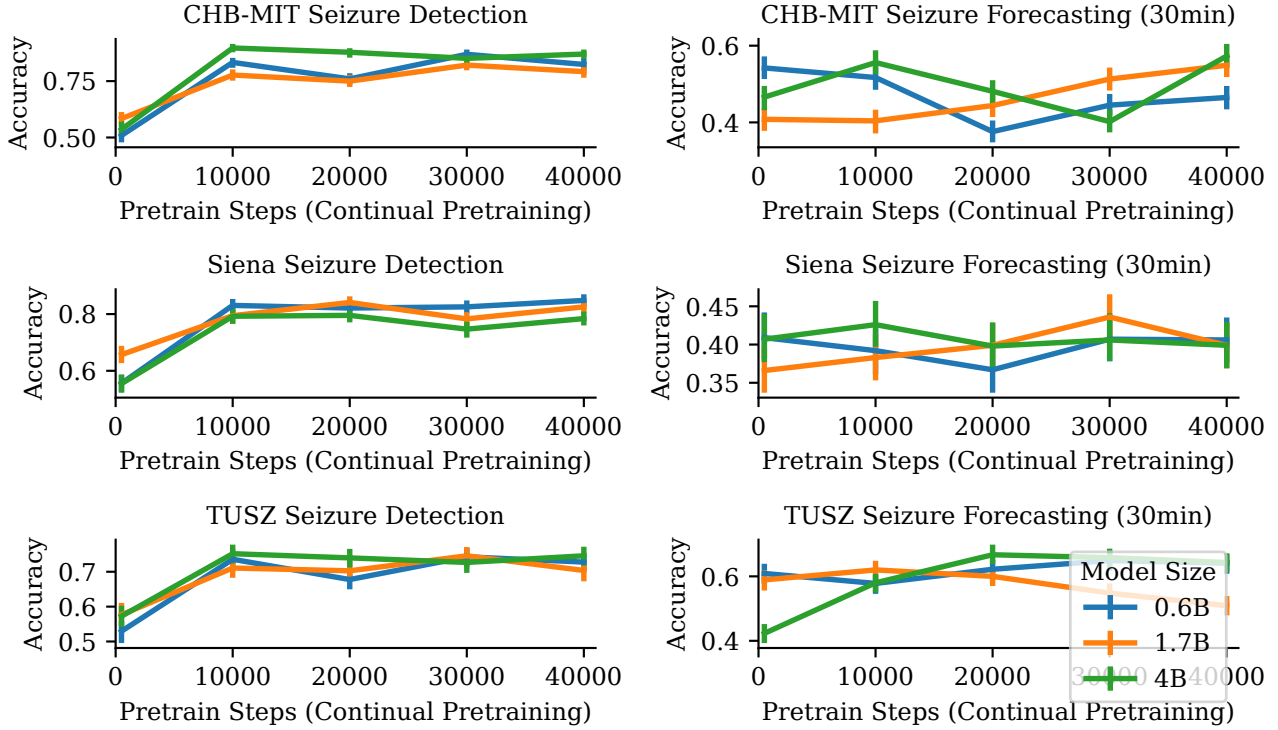 CHB-MIT Seizure Detection
Accuracy
0.75
0.50
0 10000 20000 30000 40000
Pretrain Steps (Continual Pretraining)
CHB-MIT Seizure Forecasting (30min)
Accuracy
0.6
0.4
0 10000 20000 30000 40000
Pretrain Steps (Continual Pretraining)
Siena Seizure Detection
Accuracy
0.8
0.6
0 10000 20000 30000 40000
Pretrain Steps (Continual Pretraining)
Siena Seizure Forecasting (30min)
Accuracy
0.45
0.40
0.35
0 10000 20000 30000 40000
Pretrain Steps (Continual Pretraining)
TUSZ Seizure Detection
Accuracy
0.7
0.6
0.5
0 10000 20000 30000 40000
Pretrain Steps (Continual Pretraining)
TUSZ Seizure Forecasting (30min)
Accuracy
0.6
0.4
0 10000 20000 30000 40000
Pretrain Steps (Continual Pretraining)
Model Size
0.6B
1.7B
4B